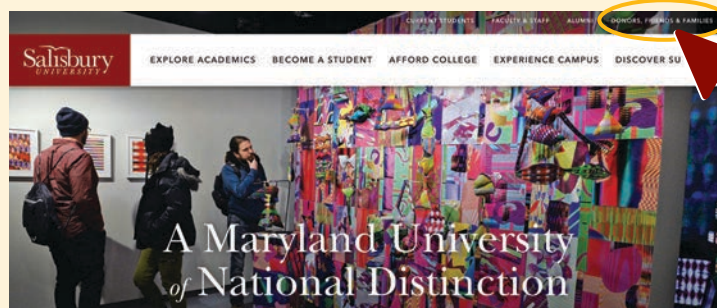 CURRENT STUDENTS FACULTY & STAFF ALUMNI DONORS, FRIENDS & FAMILIES
Salisbury
UNIVERSITY
EXPLORE ACADEMICS BECOME A STUDENT AFFORD COLLEGE EXPERIENCE CAMPUS DISCOVER SU
A Maryland University
of National Distinction